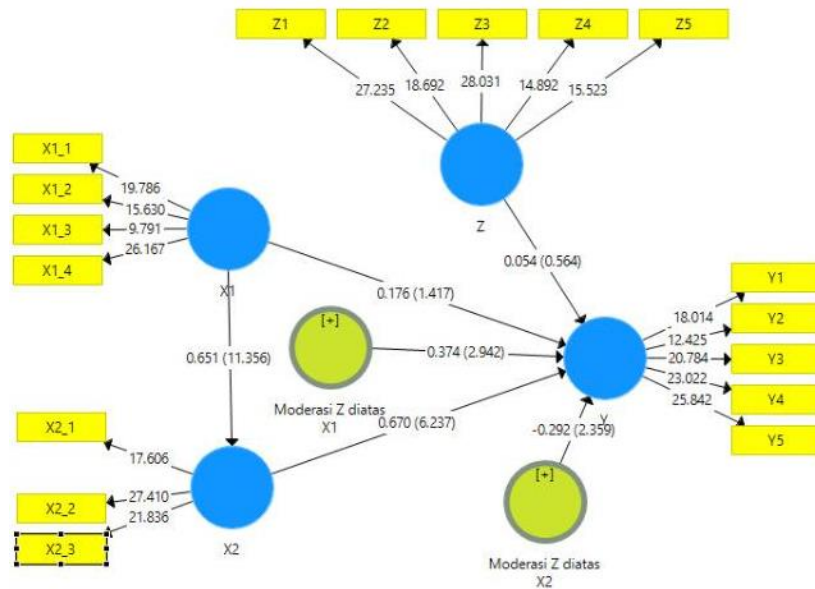 Z1
Z2
Z3
Z4
Z5
27.235
18.692
28.031
14.892
15.523
Z
X1_1
X1_2
X1_3
X1_4
19.786
15.630
9.791
26.167
X1
0.054 (0.564)
0.176 (1.417)
[+]
0.374 (2.942)
Moderasi Z diatas
X1
0.651 (11.356)
0.670 (6.237)
Y
Y1
Y2
Y3
Y4
Y5
18.014
12.425
20.784
23.022
25.842
-0.292 (2.359)
[+]
Moderasi Z diatas
X2
X2_1
X2_2
X2_3
17.606
27.410
21.836
X2